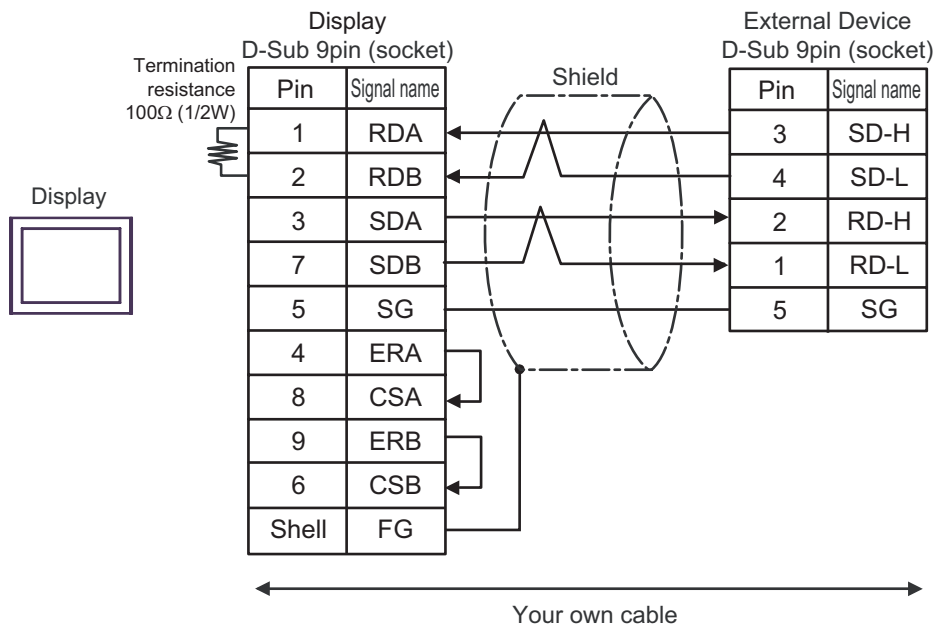 Display
D-Sub 9pin (socket)
External Device
D-Sub 9pin (socket)
Termination
resistance
100Ω (1/2W)
Shield
Pin Signal name
1 RDA
2 RDB
3 SDA
7 SDB
5 SG
4 ERA
8 CSA
9 ERB
6 CSB
Shell FG
Pin Signal name
3 SD-H
4 SD-L
2 RD-H
1 RD-L
5 SG
Display
Your own cable